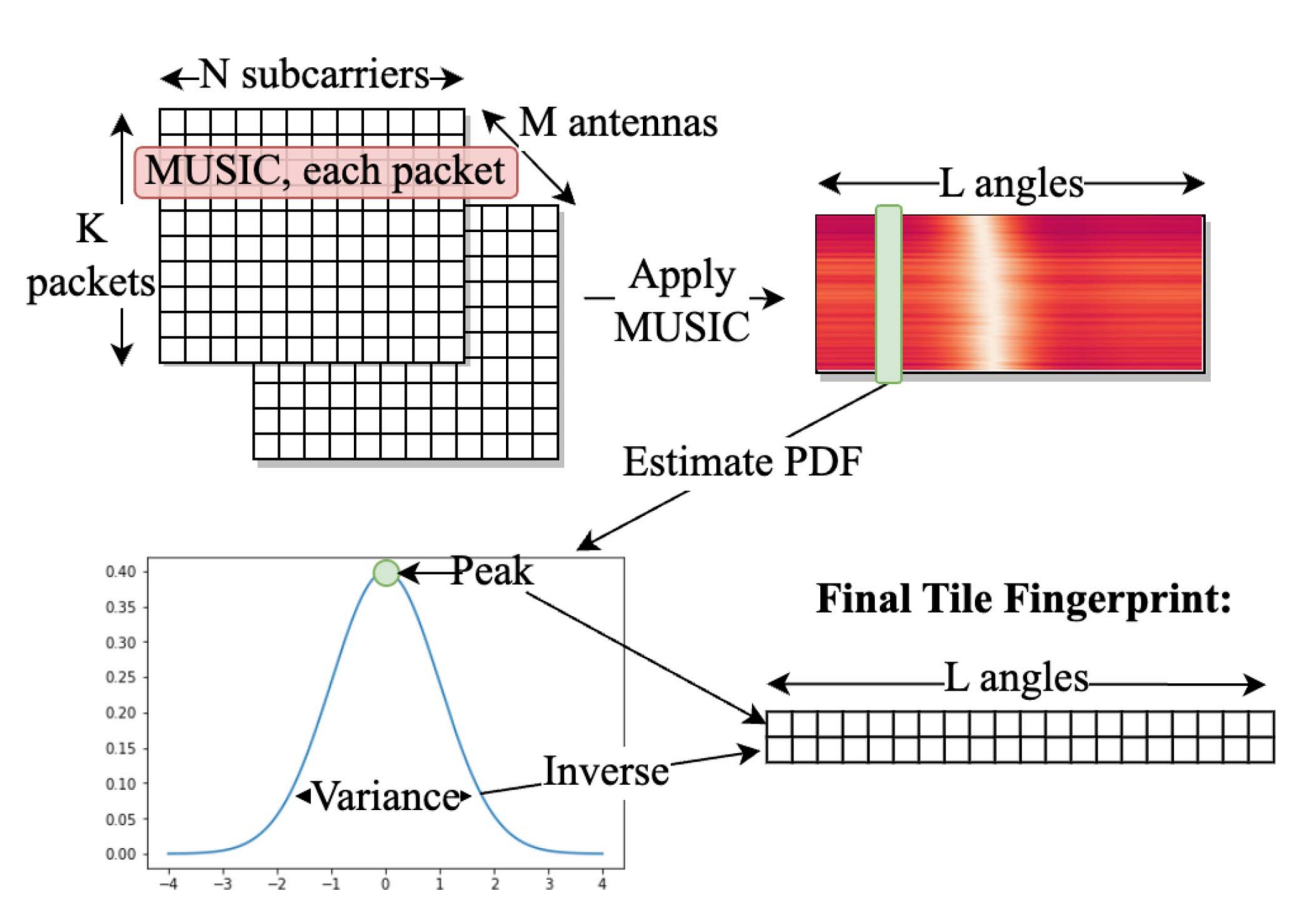 N subcarriers
M antennas
MUSIC, each packet
K
packets
L angles
Apply
MUSIC
Estimate PDF
Peak
0.40
0.35
0.30
0.25
0.20
0.15
0.10
0.05
0.00
Variance
Inverse
−4 −3 −2 −1 0 1 2 3 4
Final Tile Fingerprint:
L angles